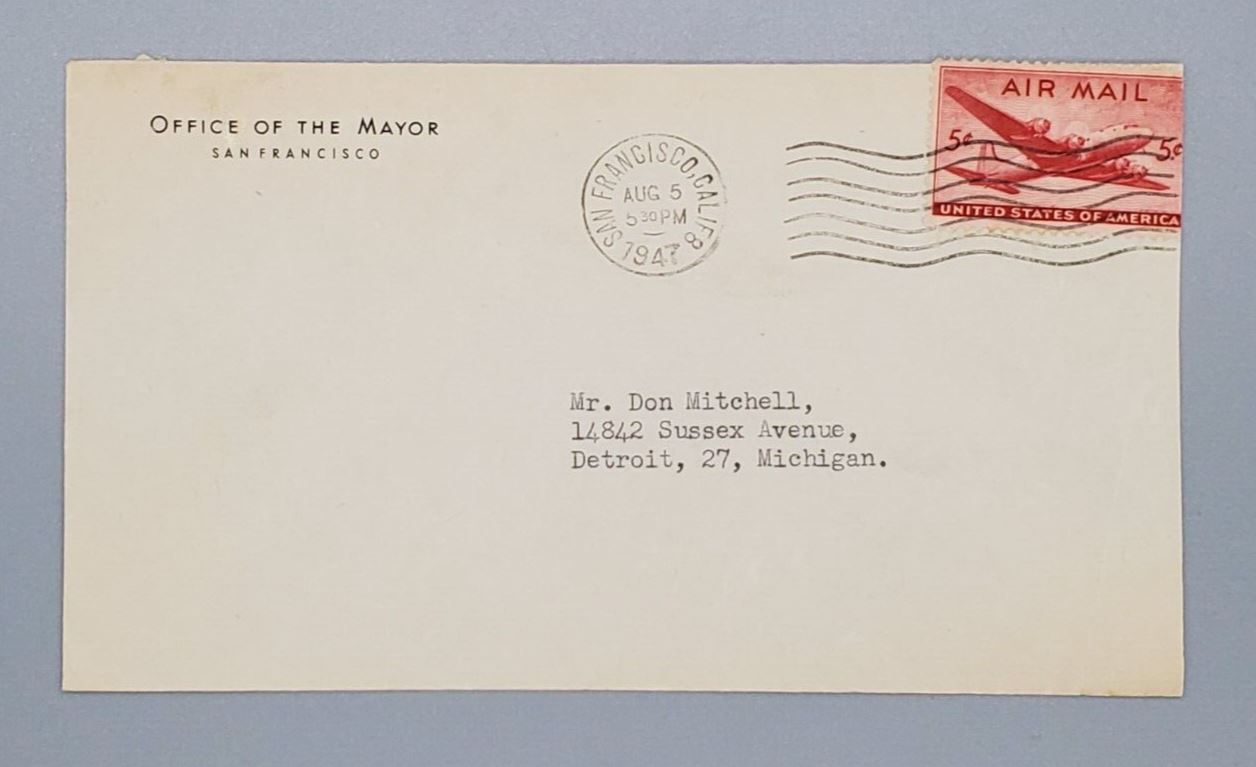 OFFICE OF THE MAYOR
SAN FRANCISCO
SAN FRANCISCO, CALIF 8
AUG 5
5 30 PM
1947
AIR MAIL
5¢ 5¢
UNITED STATES OF AMERICA
Mr. Don Mitchell,
14842 Sussex Avenue,
Detroit, 27, Michigan.